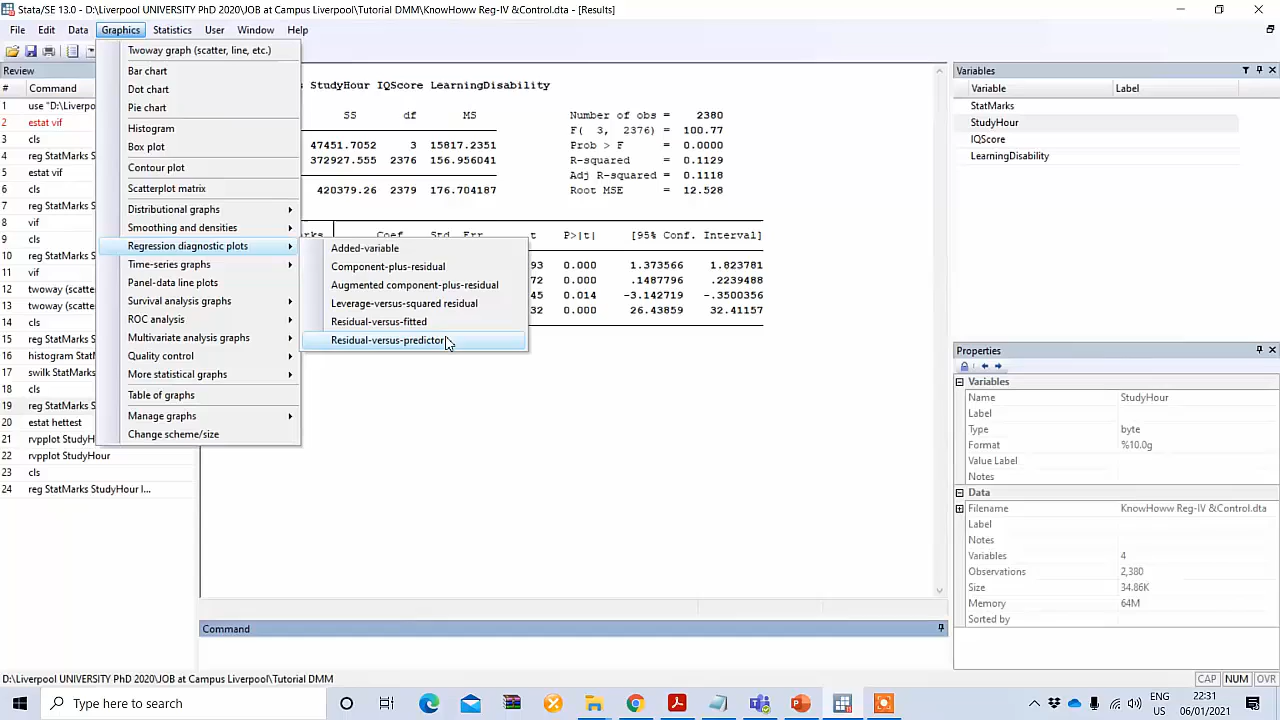 Stata/SE 13.0 - D:\Liverpool UNIVERSITY PhD 2020\JOB at Campus Liverpool\Tutorial DMM\KnowHoww Reg-IV &Control.dta - [Results]
File Edit Data Graphics Statistics User Window Help
Review
# Command
1 use "D:\Liverpo
2 estat vif
3 cls
4 reg StatMarks S
5 estat vif
6 cls
7 reg StatMarks S
8 vif
9 cls
10 reg StatMarks S
11 vif
12 twoway (scatter
13 twoway (scatter
14 cls
15 reg StatMarks S
16 histogram StatM
17 swilk StatMarks
18 cls
19 reg StatMarks S
20 estat hettest
21 rvpplot StudyH
22 rvpplot StudyHour
23 cls
24 reg StatMarks StudyHour I...
Twoway graph (scatter, line, etc.)
Bar chart
Dot chart
Pie chart
Histogram
Box plot
Contour plot
Scatterplot matrix
Distributional graphs
Smoothing and densities
Regression diagnostic plots
Time-series graphs
Panel-data line plots
Survival analysis graphs
ROC analysis
Multivariate analysis graphs
Quality control
More statistical graphs
Table of graphs
Manage graphs
Change scheme/size
Added-variable
Component-plus-residual
Augmented component-plus-residual
Leverage-versus-squared residual
Residual-versus-fitted
Residual-versus-predictor
s StudyHour IQScore LearningDisability
SS df MS Number of obs = 2380
F( 3, 2376) = 100.77
47451.7052 3 15817.2351 Prob > F = 0.0000
372927.555 2376 156.956041 R-squared = 0.1129
Adj R-squared = 0.1118
420379.26 2379 176.704187 Root MSE = 12.528
rks Coef. Std. Err. t P>|t| [95% Conf. Interval]
93 0.000 1.373566 1.823781
72 0.000 .1487796 .2239488
45 0.014 -3.142719 -.3500356
32 0.000 26.43859 32.41157
Command
Variables
Variable Label
StatMarks
StudyHour
IQScore
LearningDisability
Properties
Variables
Name StudyHour
Label
Type byte
Format %10.0g
Value Label
Notes
Data
Filename KnowHoww Reg-IV &Control.dta
Label
Notes
Variables 4
Observations 2,380
Size 34.86K
Memory 64M
Sorted by
D:\Liverpool UNIVERSITY PhD 2020\JOB at Campus Liverpool\Tutorial DMM
CAP NUM OVR
Type here to search
ENG
US
22:31
06/01/2021